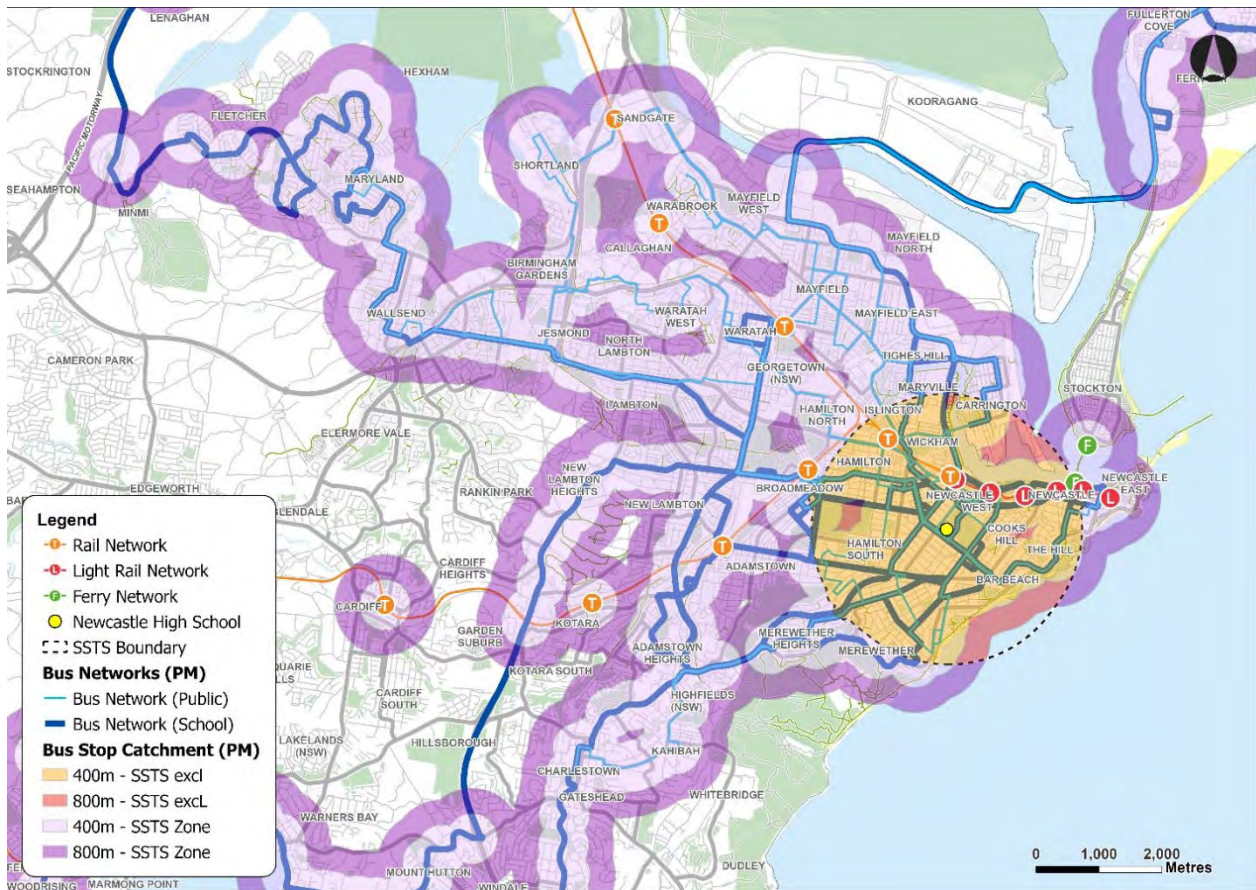 LENAGHAN
FULLERTON
COVE
STOCKRINGTON
HEXHAM
KOORAGANG
PACIFIC MOTORWAY
FLETCHER
SANDGATE
SHORTLAND
MARYLAND
SEAHAMPTON
MINMI
WARABROOK
MAYFIELD
WEST
CALLAGHAN
MAYFIELD
NORTH
BIRMINGHAM
GARDENS
MAYFIELD
WALLSEND
WARATAH
WEST
MAYFIELD EAST
JESMOND
WARATAH
NORTH
LAMBTON
CAMERON PARK
TIGHES HILL
GEORGETOWN
(NSW)
MARYVILLE
STOCKTON
LAMBTON
HAMILTON
NORTH
ISLINGTON
CARRINGTON
ELERMORE VALE
WICKHAM
HAMILTON
NEW
LAMBTON
HEIGHTS
EDGEWORTH
RANKIN PARK
BROADMEADOW
NEWCASTLE
WEST
NEWCASTLE
NEWCASTLE
EAST
NEW LAMBTON
GLENDALE
COOKS
HILL
HAMILTON
SOUTH
THE HILL
CARDIFF
HEIGHTS
ADAMSTOWN
BAR BEACH
CARDIFF
KOTARA
GARDEN
SUBURB
MEREWETHER
HEIGHTS
MEREWETHER
ADAMSTOWN
HEIGHTS
KOTARA SOUTH
CARDIFF
SOUTH
HIGHFIELDS
(NSW)
LAKELANDS
(NSW)
HILLSBOROUGH
KAHIBAH
CHARLESTOWN
GATESHEAD
WHITEBRIDGE
WARNERS BAY
DUDLEY
MOUNT HUTTON
WINDALE
WOODRISING
MARMONG POINT
Legend
T Rail Network
L Light Rail Network
F Ferry Network
Newcastle High School
SSTS Boundary
Bus Networks (PM)
Bus Network (Public)
Bus Network (School)
Bus Stop Catchment (PM)
400m - SSTS excl
800m - SSTS excL
400m - SSTS Zone
800m - SSTS Zone
0 1,000 2,000
Metres